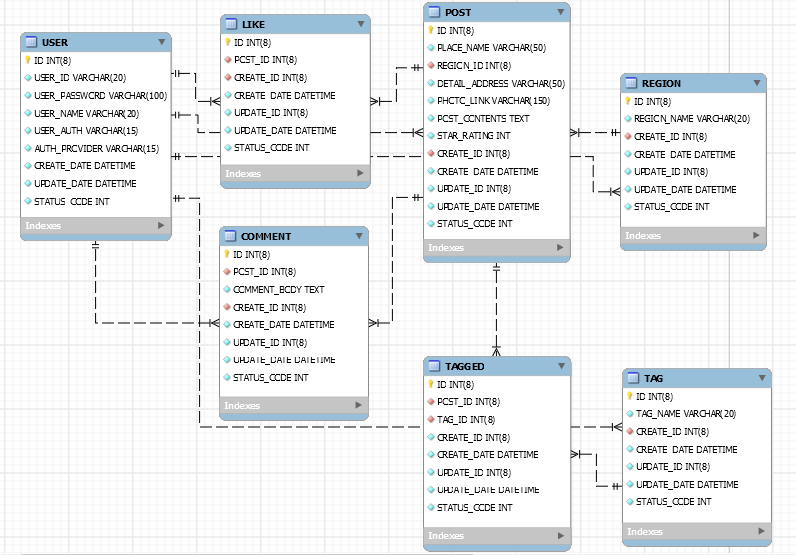 USER
ID INT(8)
USER_ID VARCHAR(20)
USER_PASSWORD VARCHAR(100)
USER_NAME VARCHAR(20)
USER_AUTH VARCHAR(15)
AUTH_PROVIDER VARCHAR(15)
CREATE_DATE DATETIME
UPDATE_DATE DATETIME
STATUS_CODE INT
Indexes
LIKE
ID INT(8)
POST_ID INT(8)
CREATE_ID INT(8)
CREATE_DATE DATETIME
UPDATE_ID INT(8)
UPDATE_DATE DATETIME
STATUS_CODE INT
Indexes
POST
ID INT(8)
PLACE_NAME VARCHAR(50)
REGION_ID INT(8)
DETAIL_ADDRESS VARCHAR(50)
PHOTO_LINK VARCHAR(150)
POST_CONTENTS TEXT
STAR_RATING INT
CREATE_ID INT(8)
CREATE_DATE DATETIME
UPDATE_ID INT(8)
UPDATE_DATE DATETIME
STATUS_CODE INT
Indexes
REGION
ID INT(8)
REGION_NAME VARCHAR(20)
CREATE_ID INT(8)
CREATE_DATE DATETIME
UPDATE_ID INT(8)
UPDATE_DATE DATETIME
STATUS_CODE INT
Indexes
COMMENT
ID INT(8)
POST_ID INT(8)
COMMENT_BODY TEXT
CREATE_ID INT(8)
CREATE_DATE DATETIME
UPDATE_ID INT(8)
UPDATE_DATE DATETIME
STATUS_CODE INT
Indexes
TAGGED
ID INT(8)
POST_ID INT(8)
TAG_ID INT(8)
CREATE_ID INT(8)
CREATE_DATE DATETIME
UPDATE_ID INT(8)
UPDATE_DATE DATETIME
STATUS_CODE INT
Indexes
TAG
ID INT(8)
TAG_NAME VARCHAR(20)
CREATE_ID INT(8)
CREATE_DATE DATETIME
UPDATE_ID INT(8)
UPDATE_DATE DATETIME
STATUS_CODE INT
Indexes